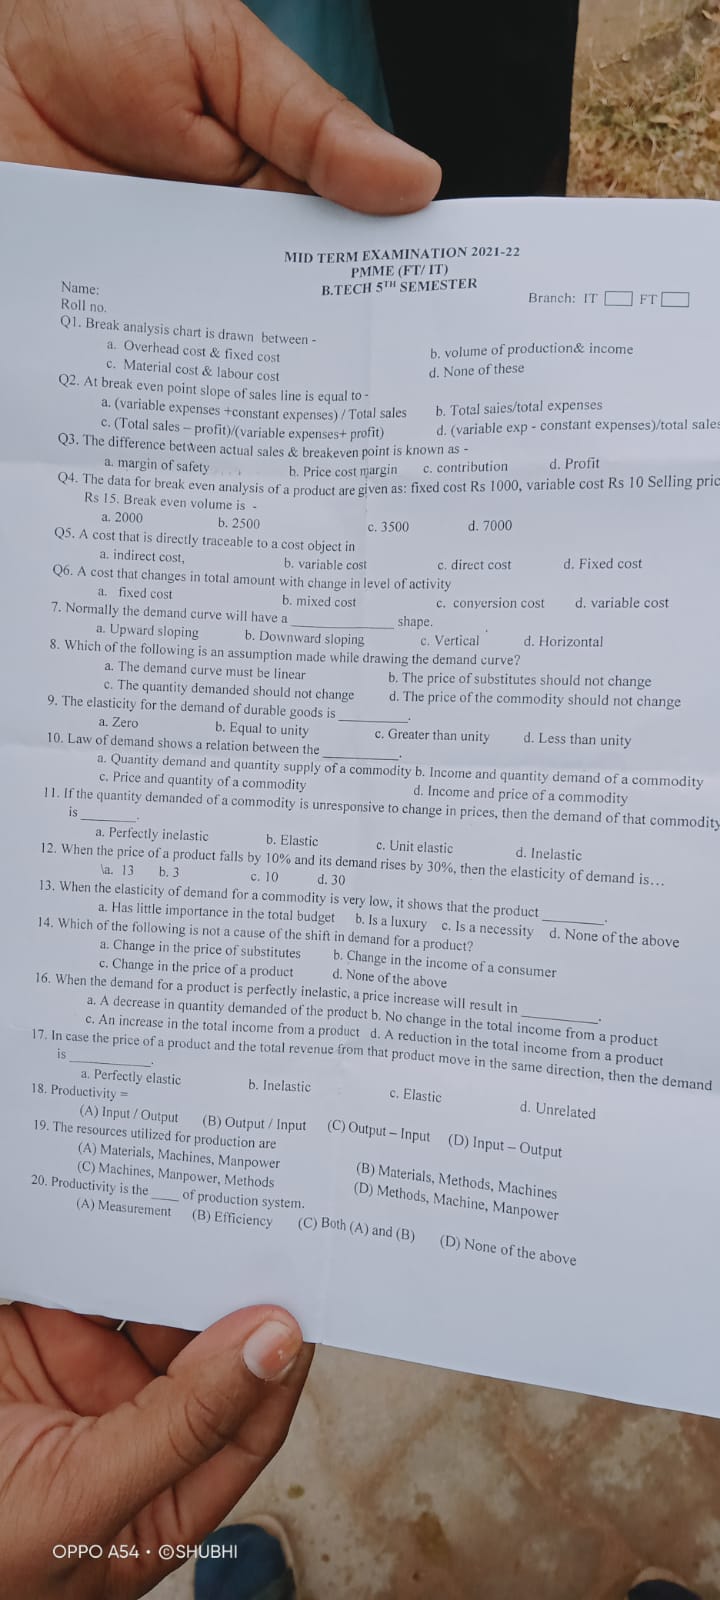 MID TERM EXAMINATION 2021-22
PMME (FT/ IT)
B.TECH 5TH SEMESTER
Name:
Branch: IT FT
Roll no.
Q1. Break analysis chart is drawn between -
a. Overhead cost & fixed cost b. volume of production& income
c. Material cost & labour cost d. None of these
Q2. At break even point slope of sales line is equal to -
a. (variable expenses +constant expenses) / Total sales b. Total saies/total expenses
c. (Total sales – profit)/(variable expenses+ profit) d. (variable exp - constant expenses)/total sales
Q3. The difference between actual sales & breakeven point is known as -
a. margin of safety b. Price cost margin c. contribution d. Profit
Q4. The data for break even analysis of a product are given as: fixed cost Rs 1000, variable cost Rs 10 Selling pric
Rs 15. Break even volume is -
a. 2000 b. 2500 c. 3500 d. 7000
Q5. A cost that is directly traceable to a cost object in
a. indirect cost, b. variable cost c. direct cost d. Fixed cost
Q6. A cost that changes in total amount with change in level of activity
a. fixed cost b. mixed cost c. conversion cost d. variable cost
7. Normally the demand curve will have a ____________ shape.
a. Upward sloping b. Downward sloping c. Vertical d. Horizontal
8. Which of the following is an assumption made while drawing the demand curve?
a. The demand curve must be linear b. The price of substitutes should not change
c. The quantity demanded should not change d. The price of the commodity should not change
9. The elasticity for the demand of durable goods is ________.
a. Zero b. Equal to unity c. Greater than unity d. Less than unity
10. Law of demand shows a relation between the _________.
a. Quantity demand and quantity supply of a commodity b. Income and quantity demand of a commodity
c. Price and quantity of a commodity d. Income and price of a commodity
11. If the quantity demanded of a commodity is unresponsive to change in prices, then the demand of that commodity
is _______.
a. Perfectly inelastic b. Elastic c. Unit elastic d. Inelastic
12. When the price of a product falls by 10% and its demand rises by 30%, then the elasticity of demand is…
\a. 13 b. 3 c. 10 d. 30
13. When the elasticity of demand for a commodity is very low, it shows that the product ________.
a. Has little importance in the total budget b. Is a luxury c. Is a necessity d. None of the above
14. Which of the following is not a cause of the shift in demand for a product?
a. Change in the price of substitutes b. Change in the income of a consumer
c. Change in the price of a product d. None of the above
16. When the demand for a product is perfectly inelastic, a price increase will result in _________.
a. A decrease in quantity demanded of the product b. No change in the total income from a product
c. An increase in the total income from a product d. A reduction in the total income from a product
17. In case the price of a product and the total revenue from that product move in the same direction, then the demand
is __________.
a. Perfectly elastic b. Inelastic c. Elastic d. Unrelated
18. Productivity =
(A) Input / Output (B) Output / Input (C) Output – Input (D) Input – Output
19. The resources utilized for production are
(A) Materials, Machines, Manpower (B) Materials, Methods, Machines
(C) Machines, Manpower, Methods (D) Methods, Machine, Manpower
20. Productivity is the ____ of production system.
(A) Measurement (B) Efficiency (C) Both (A) and (B) (D) None of the above
OPPO A54 · ©SHUBHI